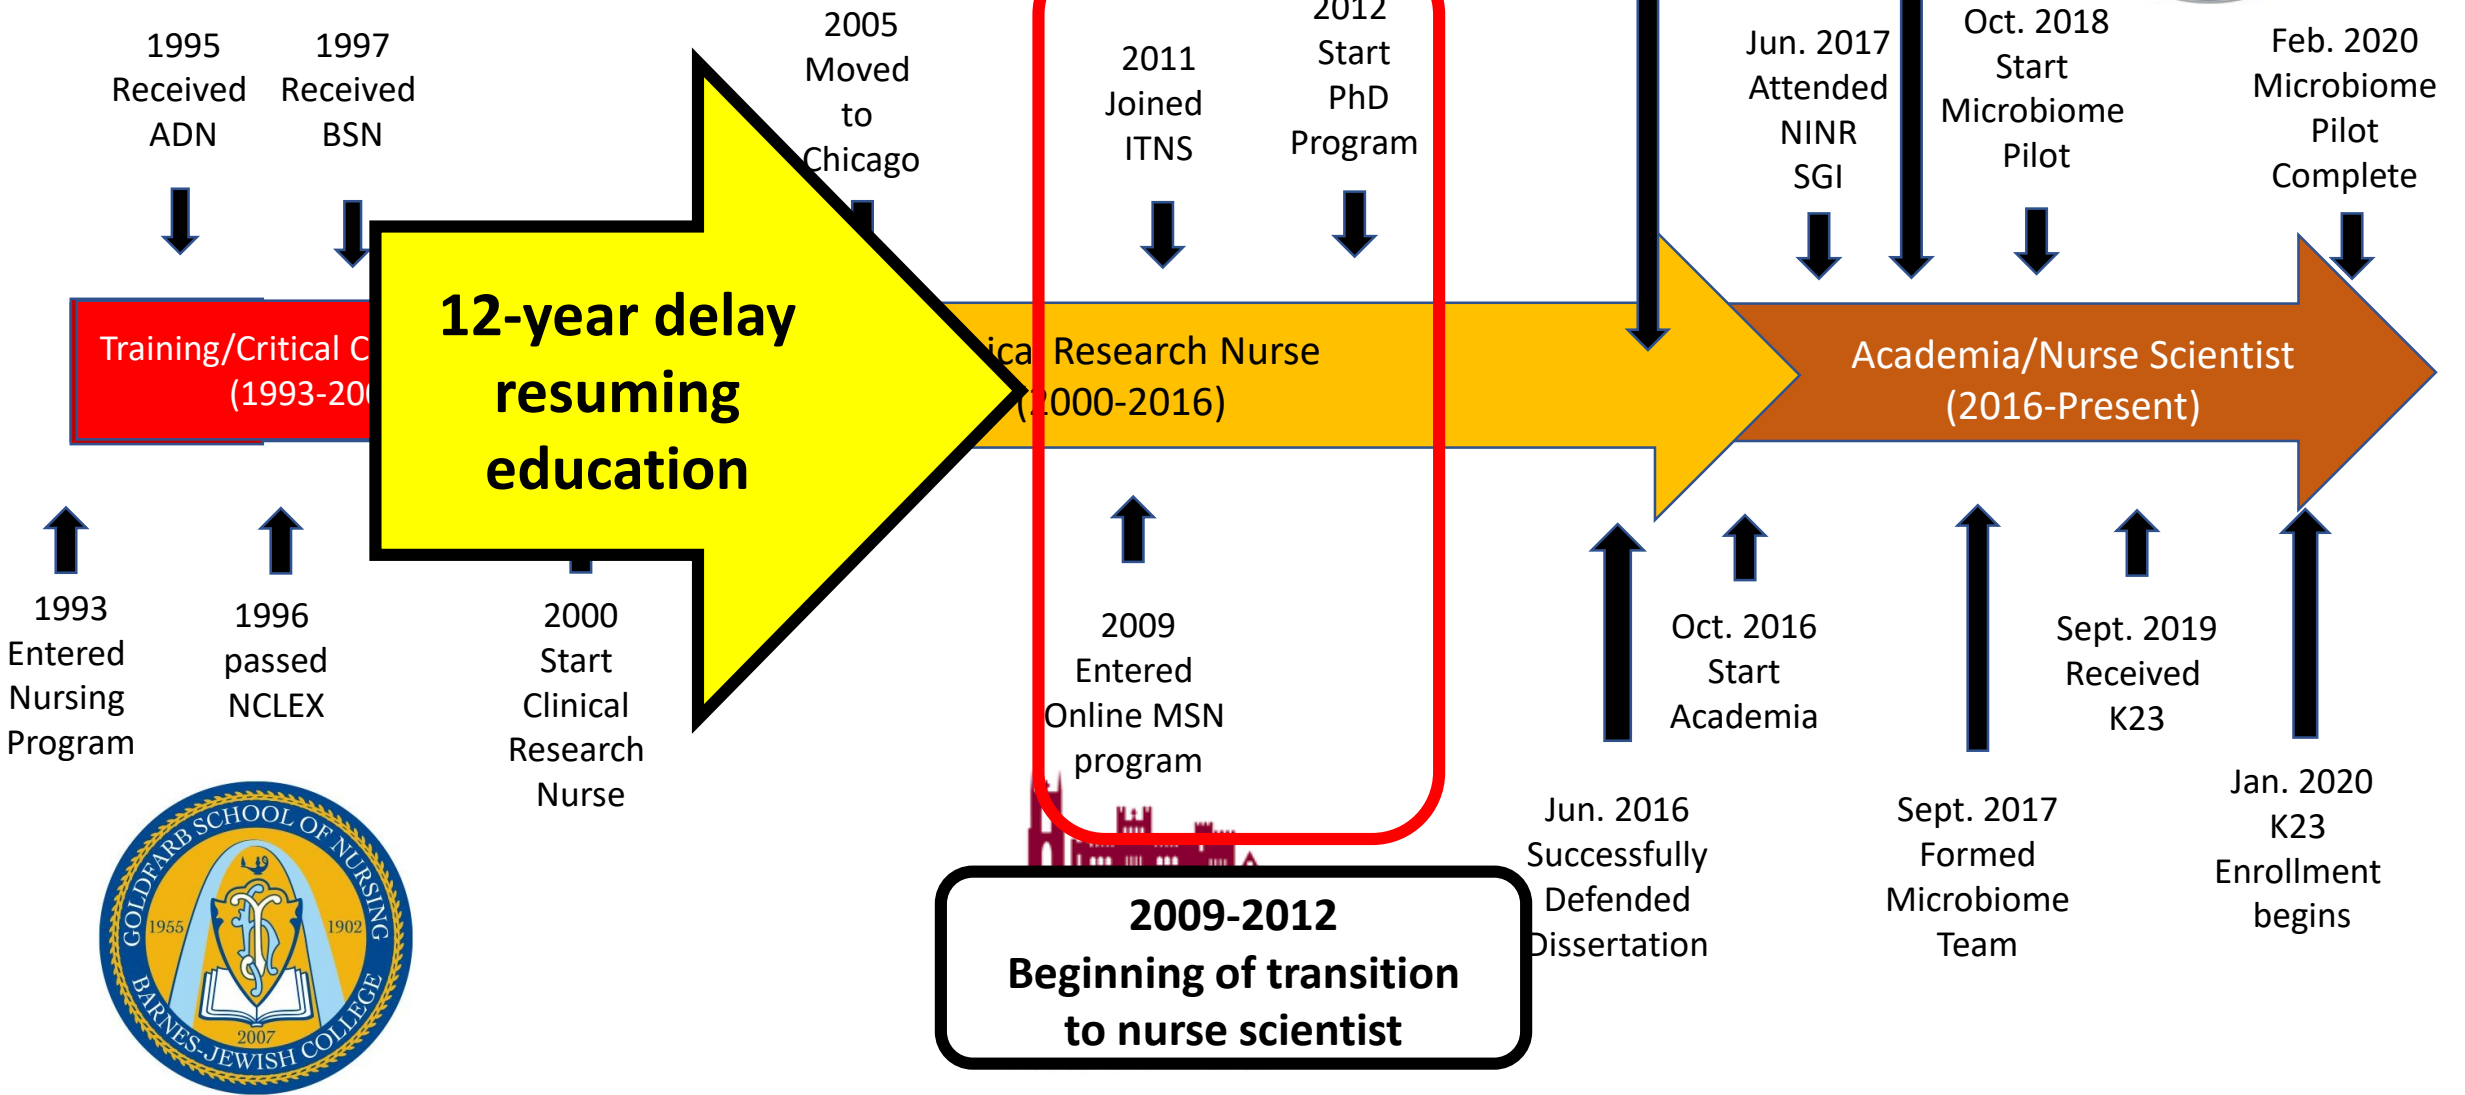 1995
Received
ADN
1997
Received
BSN
2005
Moved
to
Chicago
2011
Joined
ITNS
2012
Start
PhD
Program
Jun. 2017
Attended
NINR
SGI
Oct. 2018
Start
Microbiome
Pilot
Feb. 2020
Microbiome
Pilot
Complete
Training/Critical C
(1993-200
12-year delay
resuming
education
ical Research Nurse
(2000-2016)
Academia/Nurse Scientist
(2016-Present)
1993
Entered
Nursing
Program
1996
passed
NCLEX
2000
Start
Clinical
Research
Nurse
2009
Entered
Online MSN
program
Jun. 2016
Successfully
Defended
Dissertation
Oct. 2016
Start
Academia
Sept. 2017
Formed
Microbiome
Team
Sept. 2019
Received
K23
Jan. 2020
K23
Enrollment
begins
2009-2012
Beginning of transition
to nurse scientist
GOLDFARB SCHOOL OF NURSING
1955
1902
2007
BARNES-JEWISH COLLEGE